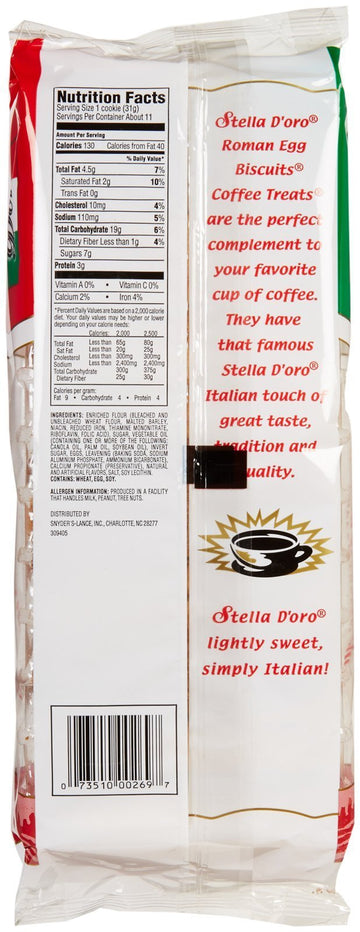 Nutrition Facts
Serving Size 1 cookie (31g)
Servings Per Container About 11
Amount Per Serving
Calories 130 Calories from Fat 40
% Daily Value*
Total Fat 4.5g 7%
Saturated Fat 2g 10%
Trans Fat 0g
Cholesterol 10mg 4%
Sodium 110mg 5%
Total Carbohydrate 19g 6%
Dietary Fiber Less than 1g 4%
Sugars 7g
Protein 3g
Vitamin A 0% • Vitamin C 0%
Calcium 2% • Iron 4%
*Percent Daily Values are based on a 2,000 calorie
diet. Your daily values may be higher or lower
depending on your calorie needs:
Calories: 2,000 2,500
Total Fat Less than 65g 80g
Sat Fat Less than 20g 25g
Cholesterol Less than 300mg 300mg
Sodium Less than 2,400mg 2,400mg
Total Carbohydrate 300g 375g
Dietary Fiber 25g 30g
Calories per gram:
Fat 9 • Carbohydrate 4 • Protein 4
INGREDIENTS: ENRICHED FLOUR (BLEACHED AND
UNBLEACHED WHEAT FLOUR, MALTED BARLEY,
NIACIN, REDUCED IRON, THIAMINE MONONITRATE,
RIBOFLAVIN, FOLIC ACID), SUGAR, VEGETABLE OIL
(CONTAINING ONE OR MORE OF THE FOLLOWING:
CANOLA OIL, PALM OIL, SOYBEAN OIL), INVERT
SUGAR, EGGS, LEAVENING (BAKING SODA, SODIUM
ALUMINUM PHOSPHATE, AMMONIUM BICARBONATE),
CALCIUM PROPIONATE (PRESERVATIVE), NATURAL
AND ARTIFICIAL FLAVORS, SALT, SOY LECITHIN.
CONTAINS: WHEAT, EGG, SOY.
ALLERGEN INFORMATION: PRODUCED IN A FACILITY
THAT HANDLES MILK, PEANUT, TREE NUTS.
DISTRIBUTED BY
SNYDER'S-LANCE, INC., CHARLOTTE, NC 28277
309405
0 73510 00269 7
Stella D'oro®
Roman Egg
Biscuits®
Coffee Treats®
are the perfect
complement to
your favorite
cup of coffee.
They have
that famous
Stella D'oro®
Italian touch of
great taste,
tradition and
quality.
Stella D'oro®
lightly sweet,
simply Italian!